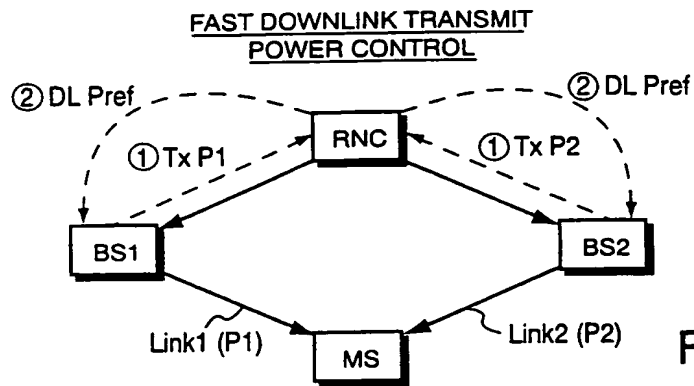 FAST DOWNLINK TRANSMIT
POWER CONTROL
② DL Pref
② DL Pref
① Tx P1
RNC
① Tx P2
BS1
BS2
Link1 (P1)
MS
Link2 (P2)
F